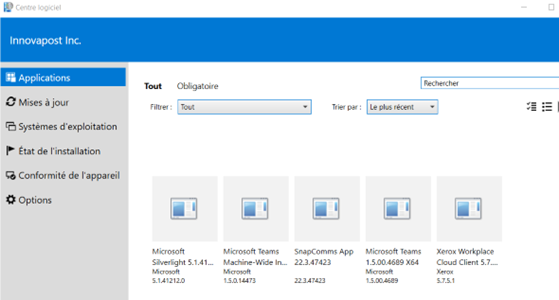 Centre logiciel
Innovapost Inc.
Applications
Mises à jour
Systèmes d'exploitation
État de l'installation
Conformité de l'appareil
Options
Tout
Obligatoire
Rechercher
Filtrer :
Tout
Trier par :
Le plus récent
Microsoft
Silverlight 5.1.41...
Microsoft
5.1.41212.0
Microsoft Teams
Machine-Wide In...
Microsoft
1.5.0.14473
SnapComms App
22.3.47423
22.3.47423
Microsoft Teams
1.5.00.4689 X64
Microsoft
1.5.00.4689
Xerox Workplace
Cloud Client 5.7....
Xerox
5.7.5.1